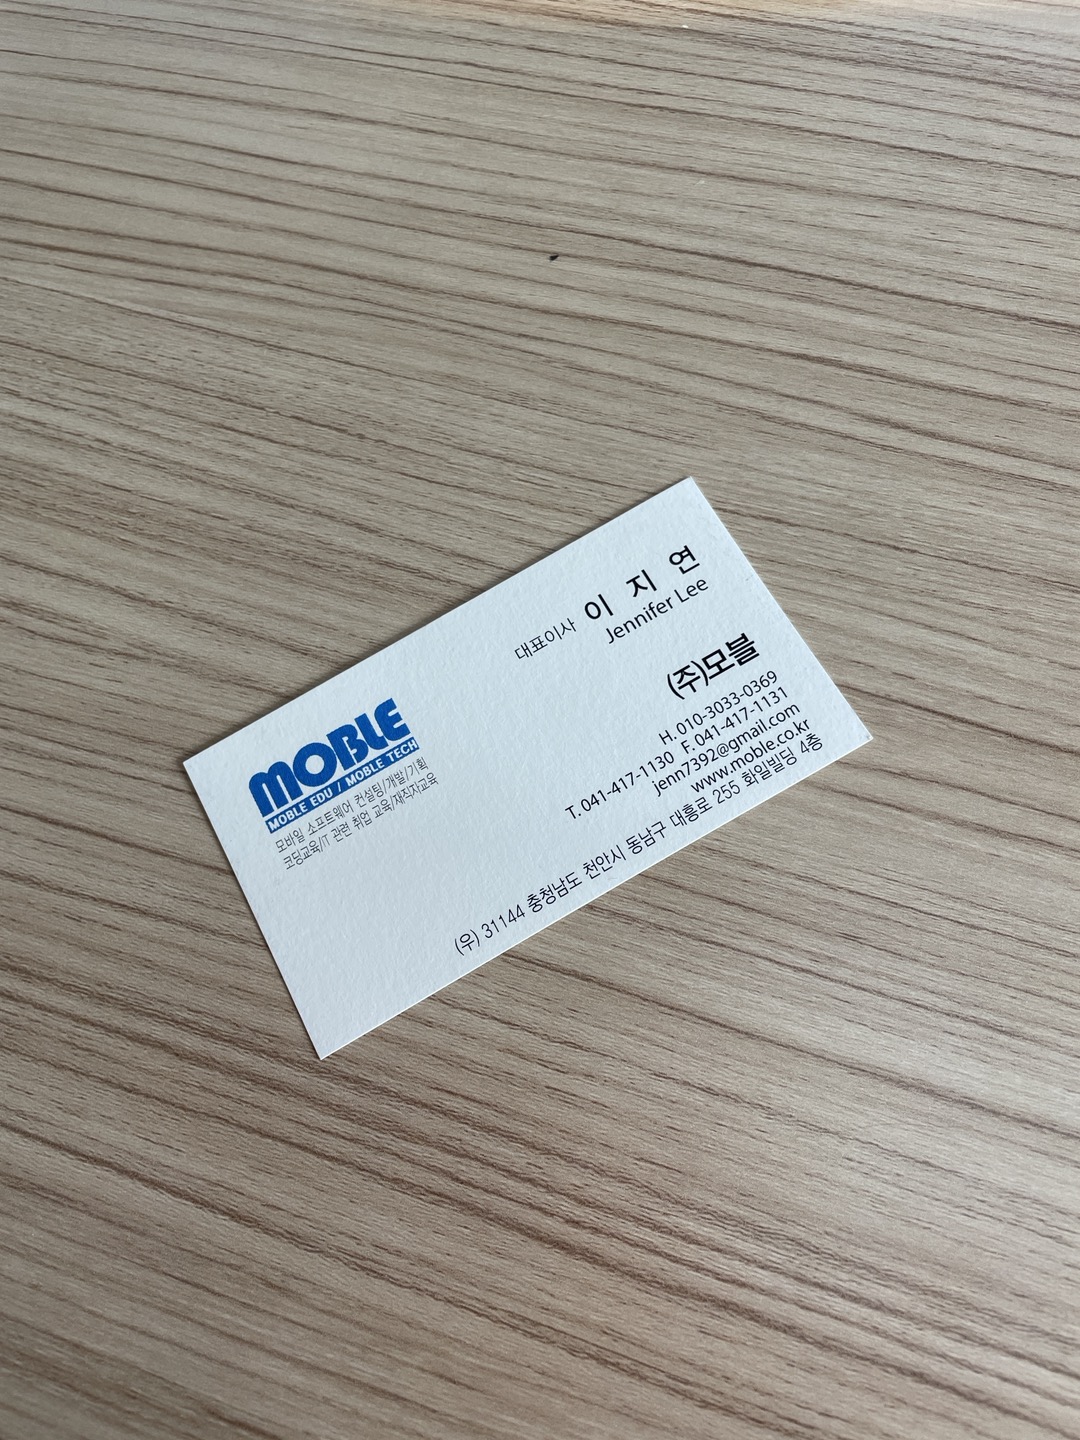 MOBLE
MOBLE EDU / MOBLE TECH
모바일 소프트웨어 컨설팅/개발/기획
코딩교육/IT 관련 취업 교육/재직자교육
대표이사 이 지 연
Jennifer Lee
(주)모블
H. 010-3033-0369
T. 041-417-1130 F. 041-417-1131
jenn7392@gmail.com
www.moble.co.kr
(우) 31144 충청남도 천안시 동남구 대흥로 255 화일빌딩 4층